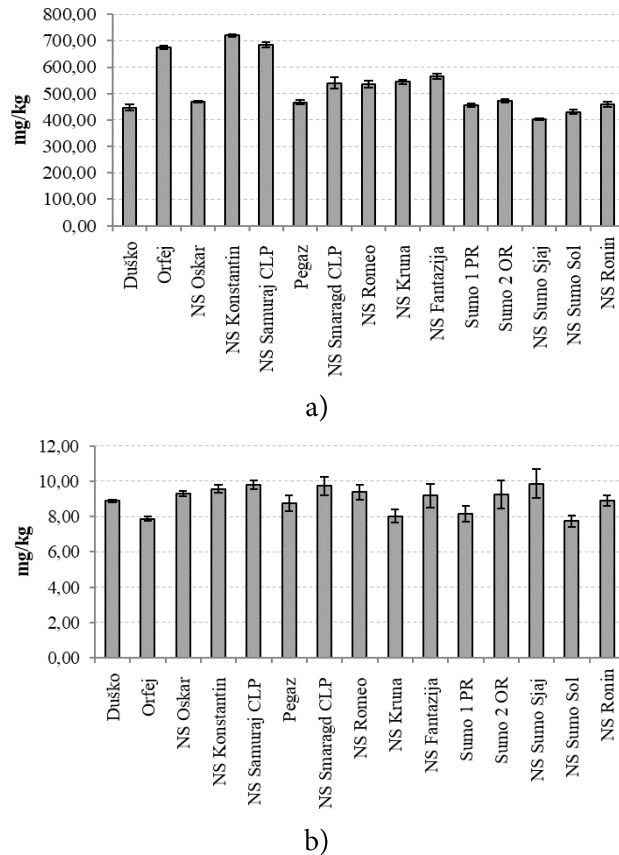 800,00
700,00
600,00
500,00
400,00
300,00
200,00
100,00
0,00
mg/kg
Duško
Orfej
NS Oskar
NS Konstantin
NS Samuraj CLP
Pegaz
NS Smaragd CLP
NS Romeo
NS Kruna
NS Fantazija
Sumo 1 PR
Sumo 2 OR
NS Sumo Sjaj
NS Sumo Sol
NS Ronin
a)
12,00
10,00
8,00
6,00
4,00
2,00
0,00
mg/kg
Duško
Orfej
NS Oskar
NS Konstantin
NS Samuraj CLP
Pegaz
NS Smaragd CLP
NS Romeo
NS Kruna
NS Fantazija
Sumo 1 PR
Sumo 2 OR
NS Sumo Sjaj
NS Sumo Sol
NS Ronin
b)